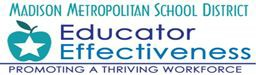 MADISON METROPOLITAN SCHOOL DISTRICT
Educator
Effectiveness
PROMOTING A THRIVING WORKFORCE